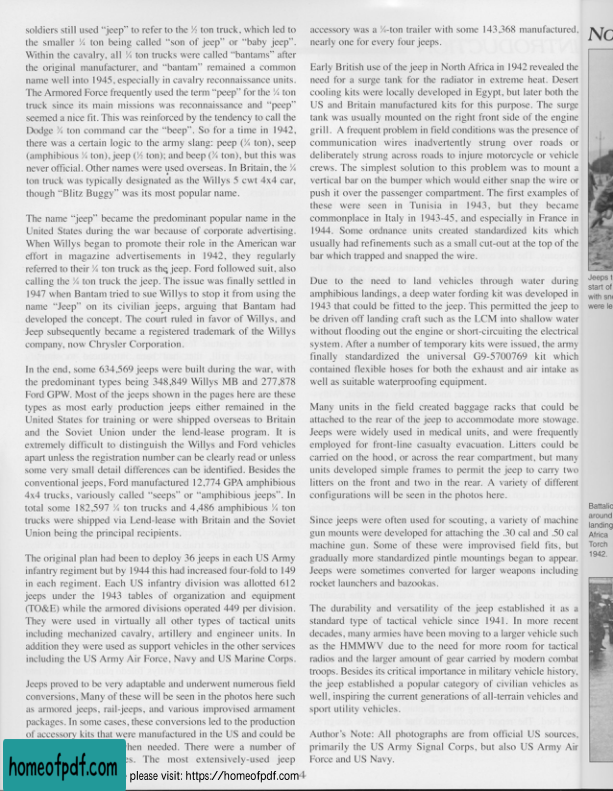 soldiers still used “jeep” to refer to the ½ ton truck, which led to
the smaller ¼ ton being called “son of jeep” or “baby jeep”.
Within the cavalry, all ¼ ton trucks were called “bantams” after
the original manufacturer, and “bantam” remained a common
name well into 1945, especially in cavalry reconnaissance units.
The Armored Force frequently used the term “peep” for the ¼ ton
truck since its main missions was reconnaissance and “peep”
seemed a nice fit. This was reinforced by the tendency to call the
Dodge ¾ ton command car the “beep”. So for a time in 1942,
there was a certain logic to the army slang: peep (¼ ton), seep
(amphibious ¼ ton), jeep (½ ton); and beep (¾ ton), but this was
never official. Other names were used overseas. In Britain, the ¼
ton truck was typically designated as the Willys 5 cwt 4x4 car,
though “Blitz Buggy” was its most popular name.
The name “jeep” became the predominant popular name in the
United States during the war because of corporate advertising.
When Willys began to promote their role in the American war
effort in magazine advertisements in 1942, they regularly
referred to their ¼ ton truck as the jeep. Ford followed suit, also
calling the ¼ ton truck the jeep. The issue was finally settled in
1947 when Bantam tried to sue Willys to stop it from using the
name “Jeep” on its civilian jeeps, arguing that Bantam had
developed the concept. The court ruled in favor of Willys, and
Jeep subsequently became a registered trademark of the Willys
company, now Chrysler Corporation.
In the end, some 634,569 jeeps were built during the war, with
the predominant types being 348,849 Willys MB and 277,878
Ford GPW. Most of the jeeps shown in the pages here are these
types as most early production jeeps either remained in the
United States for training or were shipped overseas to Britain
and the Soviet Union under the lend-lease program. It is
extremely difficult to distinguish the Willys and Ford vehicles
apart unless the registration number can be clearly read or unless
some very small detail differences can be identified. Besides the
conventional jeeps, Ford manufactured 12,774 GPA amphibious
4x4 trucks, variously called “seeps” or “amphibious jeeps”. In
total some 182,597 ¼ ton trucks and 4,486 amphibious ¼ ton
trucks were shipped via Lend-lease with Britain and the Soviet
Union being the principal recipients.
The original plan had been to deploy 36 jeeps in each US Army
infantry regiment but by 1944 this had increased four-fold to 149
in each regiment. Each US infantry division was allotted 612
jeeps under the 1943 tables of organization and equipment
(TO&E) while the armored divisions operated 449 per division.
They were used in virtually all other types of tactical units
including mechanized cavalry, artillery and engineer units. In
addition they were used as support vehicles in the other services
including the US Army Air Force, Navy and US Marine Corps.
Jeeps proved to be very adaptable and underwent numerous field
conversions. Many of these will be seen in the photos here such
as armored jeeps, rail-jeeps, and various improvised armament
packages. In some cases, these conversions led to the production
of accessory kits that were manufactured in the US and could be
hen needed. There were a number of
es. The most extensively-used jeep
accessory was a ¼-ton trailer with some 143,368 manufactured,
nearly one for every four jeeps.
Early British use of the jeep in North Africa in 1942 revealed the
need for a surge tank for the radiator in extreme heat. Desert
cooling kits were locally developed in Egypt, but later both the
US and Britain manufactured kits for this purpose. The surge
tank was usually mounted on the right front side of the engine
grill. A frequent problem in field conditions was the presence of
communication wires inadvertently strung over roads or
deliberately strung across roads to injure motorcycle or vehicle
crews. The simplest solution to this problem was to mount a
vertical bar on the bumper which would either snap the wire or
push it over the passenger compartment. The first examples of
these were seen in Tunisia in 1943, but they became
commonplace in Italy in 1943-45, and especially in France in
1944. Some ordnance units created standardized kits which
usually had refinements such as a small cut-out at the top of the
bar which trapped and snapped the wire.
Due to the need to land vehicles through water during
amphibious landings, a deep water fording kit was developed in
1943 that could be fitted to the jeep. This permitted the jeep to
be driven off landing craft such as the LCM into shallow water
without flooding out the engine or short-circuiting the electrical
system. After a number of temporary kits were issued, the army
finally standardized the universal G9-5700769 kit which
contained flexible hoses for both the exhaust and air intake as
well as suitable waterproofing equipment.
Many units in the field created baggage racks that could be
attached to the rear of the jeep to accommodate more stowage.
Jeeps were widely used in medical units, and were frequently
employed for front-line casualty evacuation. Litters could be
carried on the hood, or across the rear compartment, but many
units developed simple frames to permit the jeep to carry two
litters on the front and two in the rear. A variety of different
configurations will be seen in the photos here.
Since jeeps were often used for scouting, a variety of machine
gun mounts were developed for attaching the .30 cal and .50 cal
machine gun. Some of these were improvised field fits, but
gradually more standardized pintle mountings began to appear.
Jeeps were sometimes converted for larger weapons including
rocket launchers and bazookas.
The durability and versatility of the jeep established it as a
standard type of tactical vehicle since 1941. In more recent
decades, many armies have been moving to a larger vehicle such
as the HMMWV due to the need for more room for tactical
radios and the larger amount of gear carried by modern combat
troops. Besides its critical importance in military vehicle history,
the jeep established a popular category of civilian vehicles as
well, inspiring the current generations of all-terrain vehicles and
sport utility vehicles.
Author’s Note: All photographs are from official US sources,
primarily the US Army Signal Corps, but also US Army Air
Force and US Navy.
No
Jeeps
start of
with
were
Battalio
around
landing
Africa
Torch
1942.
homeofpdf.com
please visit: https://homeofpdf.com
4